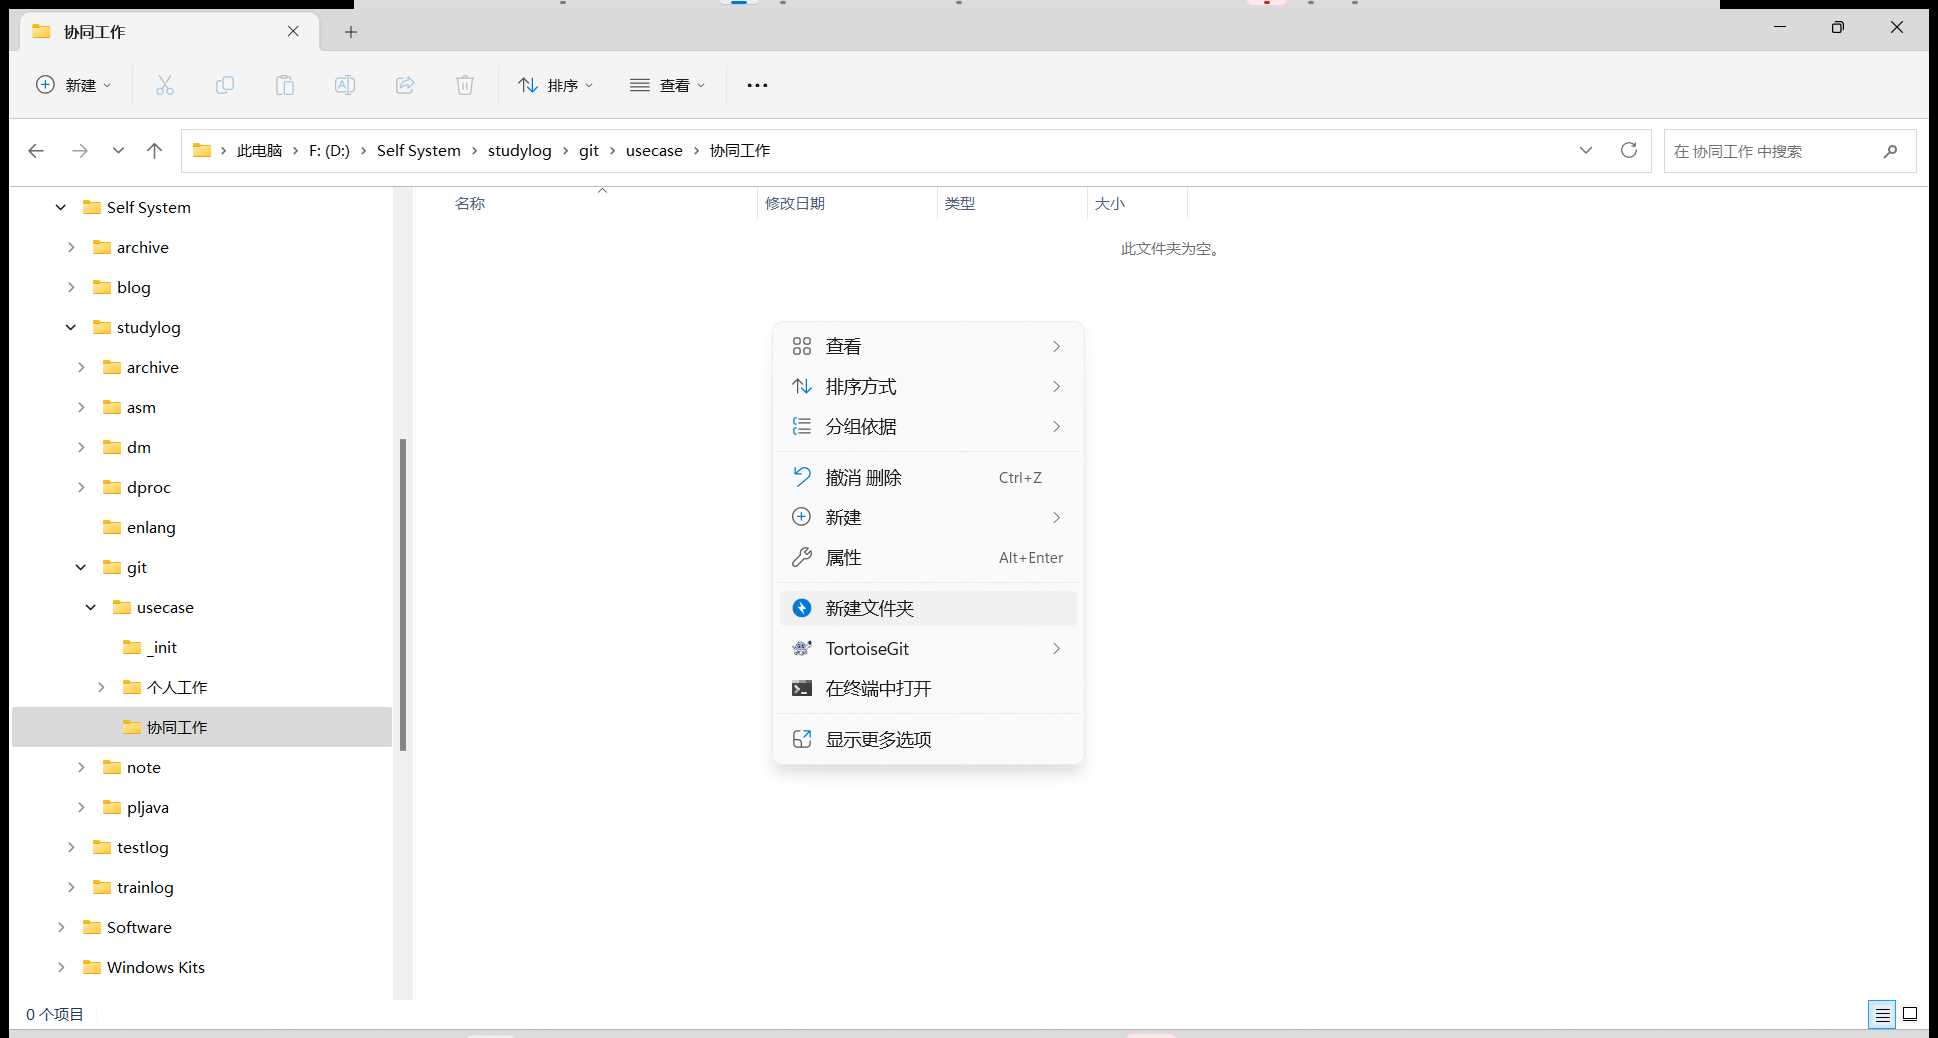 协同工作
新建
排序
查看
此电脑 › F: (D:) › Self System › studylog › git › usecase › 协同工作
在 协同工作 中搜索
名称 修改日期 类型 大小
此文件夹为空。
Self System
archive
blog
studylog
archive
asm
dm
dproc
enlang
git
usecase
_init
个人工作
协同工作
note
pljava
testlog
trainlog
Software
Windows Kits
查看
排序方式
分组依据
撤消 删除 Ctrl+Z
新建
属性 Alt+Enter
新建文件夹
TortoiseGit
在终端中打开
显示更多选项
0 个项目